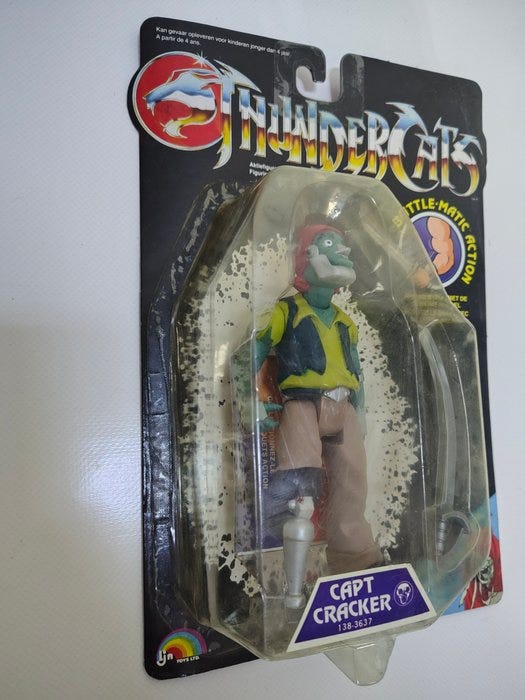 Kan gevaar opleveren voor kinderen jonger dan 4 jaar.
A partir de 4 ans.
THUNDERCATS
TTLE-MATIC ACTION
CAPT
CRACKER
138-3637
ljn
TOYS LTD.